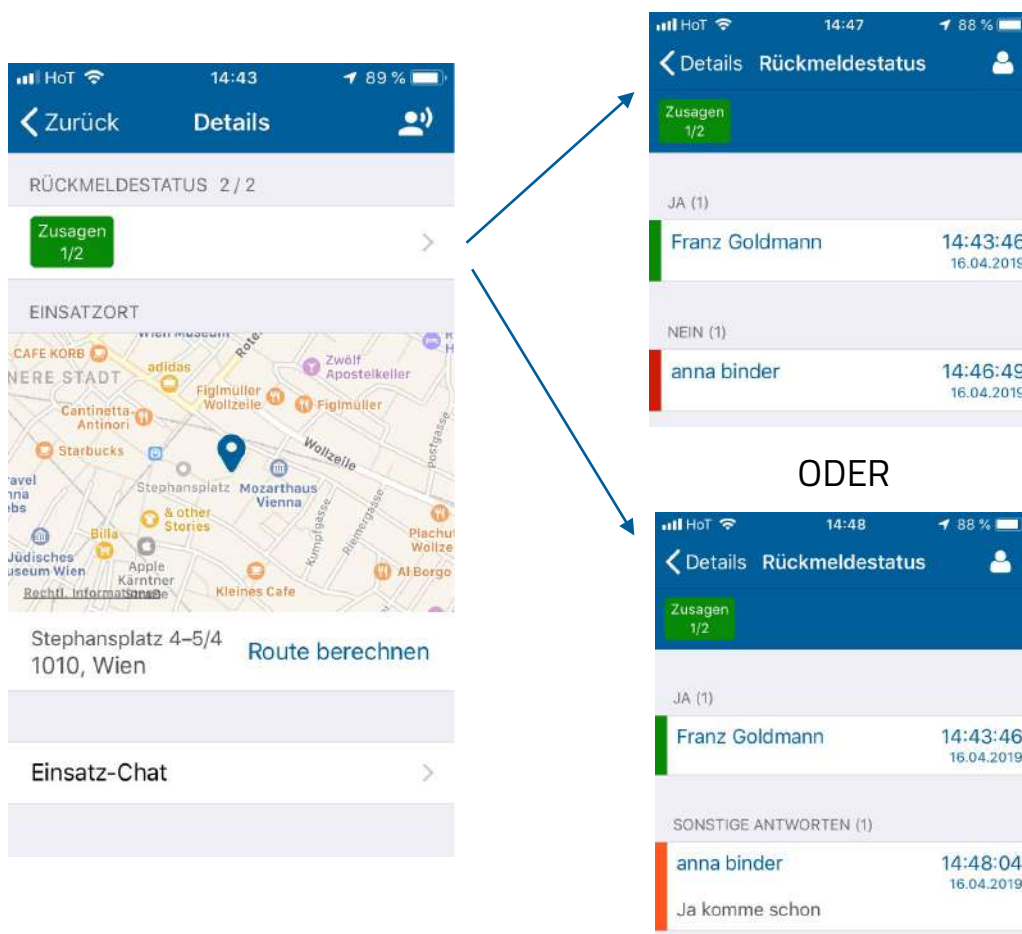 HoT 14:43 89 %
Zurück Details
RÜCKMELDESTATUS 2 / 2
Zusagen
1/2
EINSATZORT
CAFE KORB
adidas
Zwölf
Apostelkeller
Figlmüller
Wollzeile
Figlmüller
Cantinetta
Antinori
Starbucks
Wollzeile
Postgasse
Stephansplatz
Mozarthaus
Vienna
& other
Stories
Billa
Kumpfgasse
Riemergasse
Apple
Kärntner
Al Borgo
Kleines Cafe
Stephansplatz 4–5/4
1010, Wien
Route berechnen
Einsatz-Chat
HoT 14:47 88 %
Details Rückmeldestatus
Zusagen
1/2
JA (1)
Franz Goldmann 14:43:46
16.04.2019
NEIN (1)
anna binder 14:46:49
16.04.2019
ODER
HoT 14:48 88 %
Details Rückmeldestatus
Zusagen
1/2
JA (1)
Franz Goldmann 14:43:46
16.04.2019
SONSTIGE ANTWORTEN (1)
anna binder 14:48:04
16.04.2019
Ja komme schon